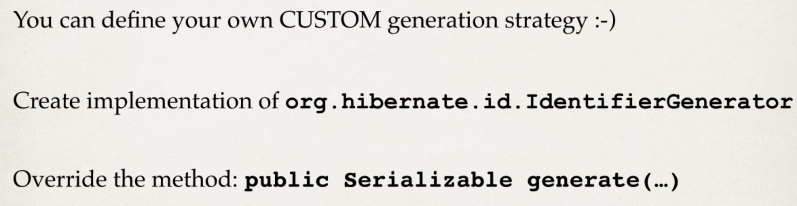 You can define your own CUSTOM generation strategy :-)
Create implementation of org.hibernate.id.IdentifierGenerator
Override the method: public Serializable generate(…)